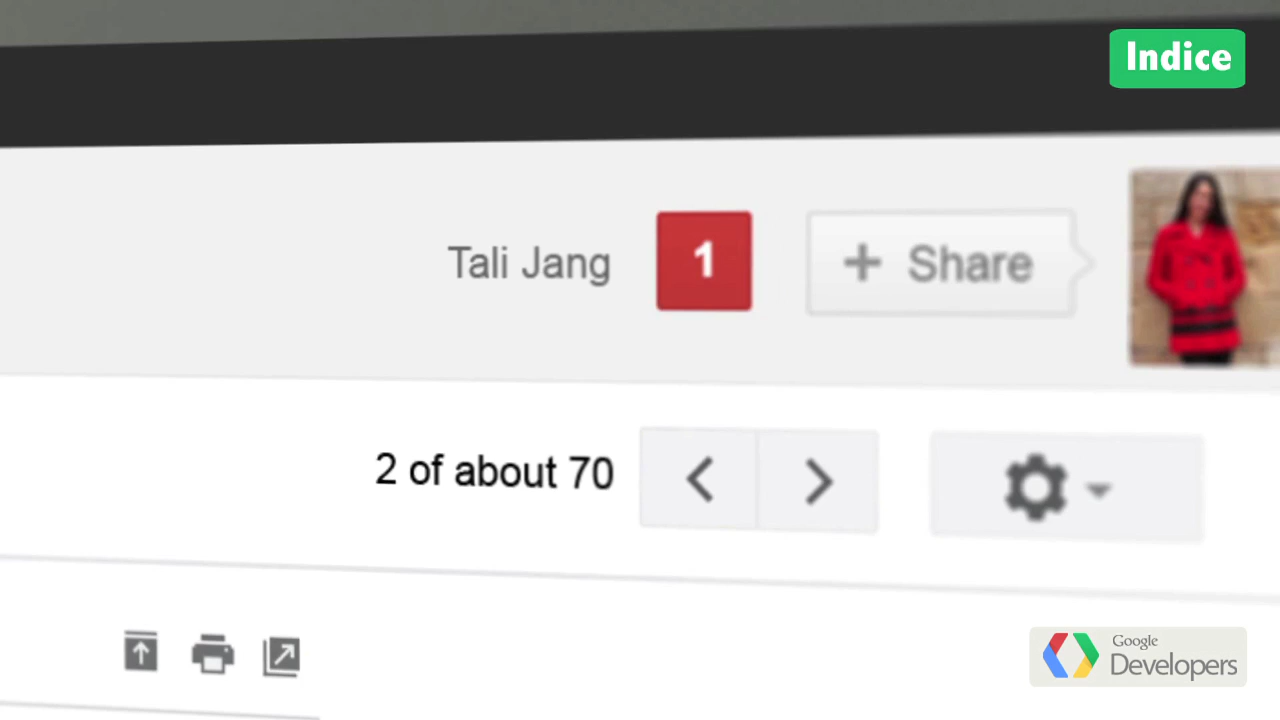 Indice
Tali Jang 1 + Share
2 of about 70
Google
Developers